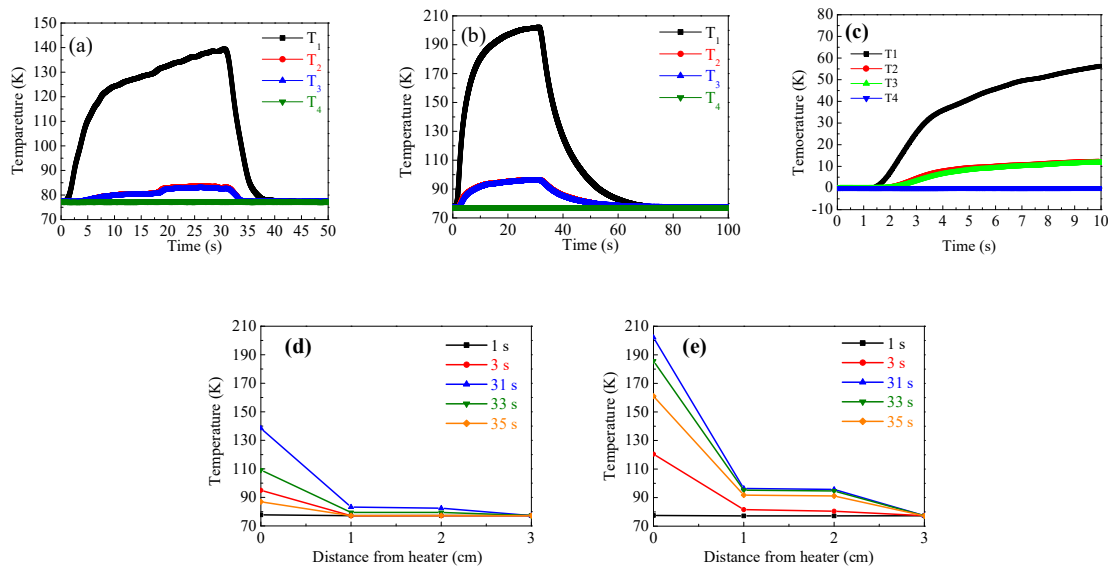 (a)
Tempareture (K)
150
140
130
120
110
100
90
80
70
T1
T2
T3
T4
0 5 10 15 20 25 30 35 40 45 50
Time (s)
(b)
Temperature (K)
210
190
170
150
130
110
90
70
T1
T2
T3
T4
0 20 40 60 80 100
Time (s)
(c)
Temoerature (K)
80
70
60
50
40
30
20
10
0
-10
T1
T2
T3
T4
0 1 2 3 4 5 6 7 8 9 10
Time (s)
(d)
Temperature (K)
210
190
170
150
130
110
90
70
1 s
3 s
31 s
33 s
35 s
0 1 2 3
Distance from heater (cm)
(e)
Temperature (K)
210
190
170
150
130
110
90
70
1 s
3 s
31 s
33 s
35 s
0 1 2 3
Distance from heater (cm)